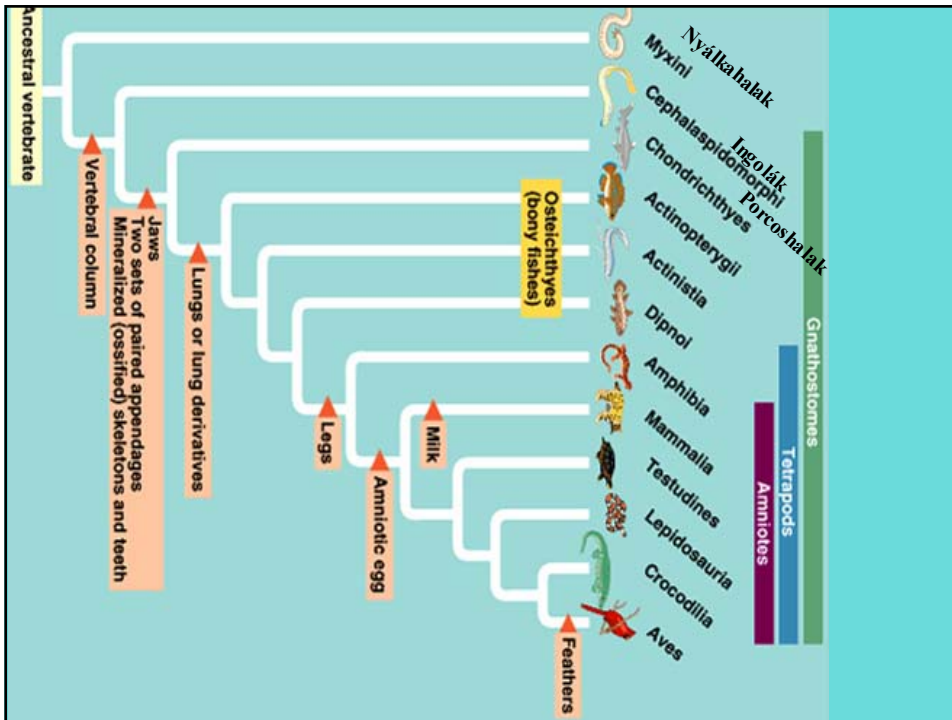 Ancestral vertebrate
Vertebral column
Jaws
Two sets of paired appendages
Mineralized (ossified) skeletons and teeth
Lungs or lung derivatives
Legs
Amniotic egg
Milk
Feathers
Osteichthyes
(bony fishes)
Myxini
Nyálkahalak
Cephalaspidomorphi
Ingolák
Chondrichthyes
Porcoshalak
Actinopterygii
Actinistia
Dipnoi
Amphibia
Mammalia
Testudines
Lepidosauria
Crocodilia
Aves
Gnathostomes
Tetrapods
Amniotes